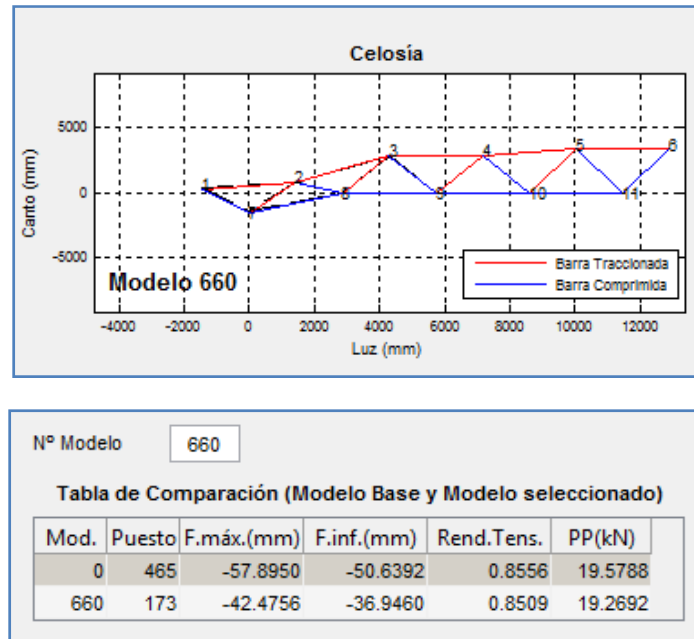 Celosía
5000
0
-5000
Canto (mm)
1
2
3
4
5
6
7
8
9
10
11
Modelo 660
Barra Traccionada
Barra Comprimida
-4000 -2000 0 2000 4000 6000 8000 10000 12000
Luz (mm)
Nº Modelo 660
Tabla de Comparación (Modelo Base y Modelo seleccionado)
Mod. Puesto F.máx.(mm) F.inf.(mm) Rend.Tens. PP(kN)
0 465 -57.8950 -50.6392 0.8556 19.5788
660 173 -42.4756 -36.9460 0.8509 19.2692